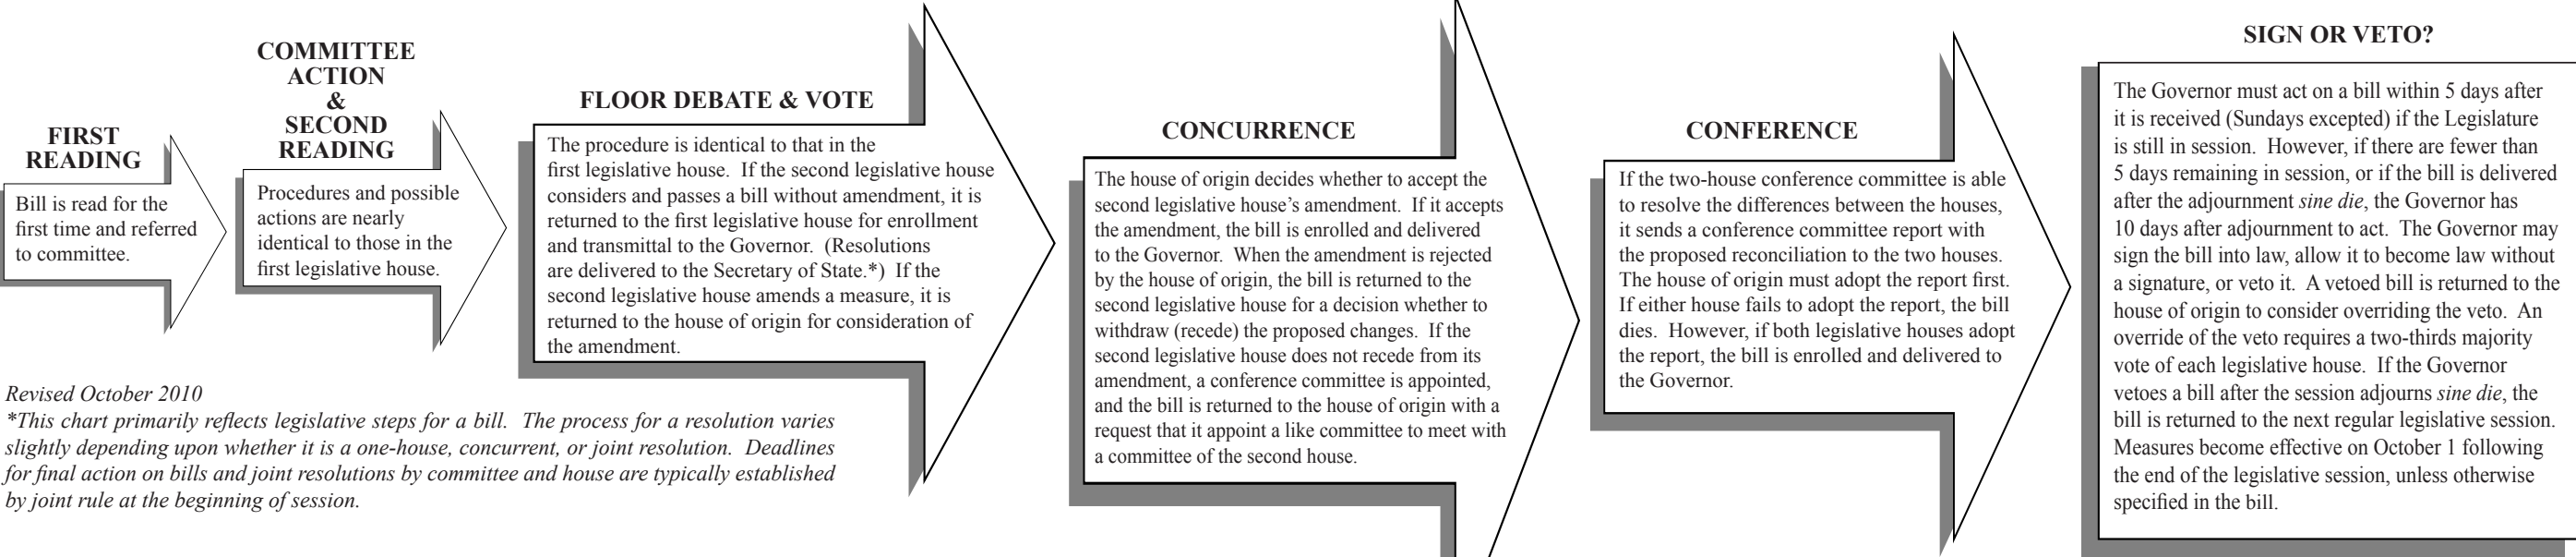 FIRST
READING
Bill is read for the
first time and referred
to committee.
COMMITTEE
ACTION
&
SECOND
READING
Procedures and possible
actions are nearly
identical to those in the
first legislative house.
FLOOR DEBATE & VOTE
The procedure is identical to that in the
first legislative house.  If the second legislative house
considers and passes a bill without amendment, it is
returned to the first legislative house for enrollment
and transmittal to the Governor.  (Resolutions
are delivered to the Secretary of State.*)  If the
second legislative house amends a measure, it is
returned to the house of origin for consideration of
the amendment.
CONCURRENCE
The house of origin decides whether to accept the
second legislative house’s amendment.  If it accepts
the amendment, the bill is enrolled and delivered
to the Governor.  When the amendment is rejected
by the house of origin, the bill is returned to the
second legislative house for a decision whether to
withdraw (recede) the proposed changes.  If the
second legislative house does not recede from its
amendment, a conference committee is appointed,
and the bill is returned to the house of origin with a
request that it appoint a like committee to meet with
a committee of the second house.
CONFERENCE
If the two-house conference committee is able
to resolve the differences between the houses,
it sends a conference committee report with
the proposed reconciliation to the two houses.
The house of origin must adopt the report first.
If either house fails to adopt the report, the bill
dies.  However, if both legislative houses adopt
the report, the bill is enrolled and delivered to
the Governor.
SIGN OR VETO?
The Governor must act on a bill within 5 days after
it is received (Sundays excepted) if the Legislature
is still in session.  However, if there are fewer than
5 days remaining in session, or if the bill is delivered
after the adjournment sine die, the Governor has
10 days after adjournment to act.  The Governor may
sign the bill into law, allow it to become law without
a signature, or veto it.  A vetoed bill is returned to the
house of origin to consider overriding the veto.  An
override of the veto requires a two-thirds majority
vote of each legislative house.  If the Governor
vetoes a bill after the session adjourns sine die, the
bill is returned to the next regular legislative session.
Measures become effective on October 1 following
the end of the legislative session, unless otherwise
specified in the bill.
Revised October 2010
*This chart primarily reflects legislative steps for a bill.  The process for a resolution varies
slightly depending upon whether it is a one-house, concurrent, or joint resolution.  Deadlines
for final action on bills and joint resolutions by committee and house are typically established
by joint rule at the beginning of session.